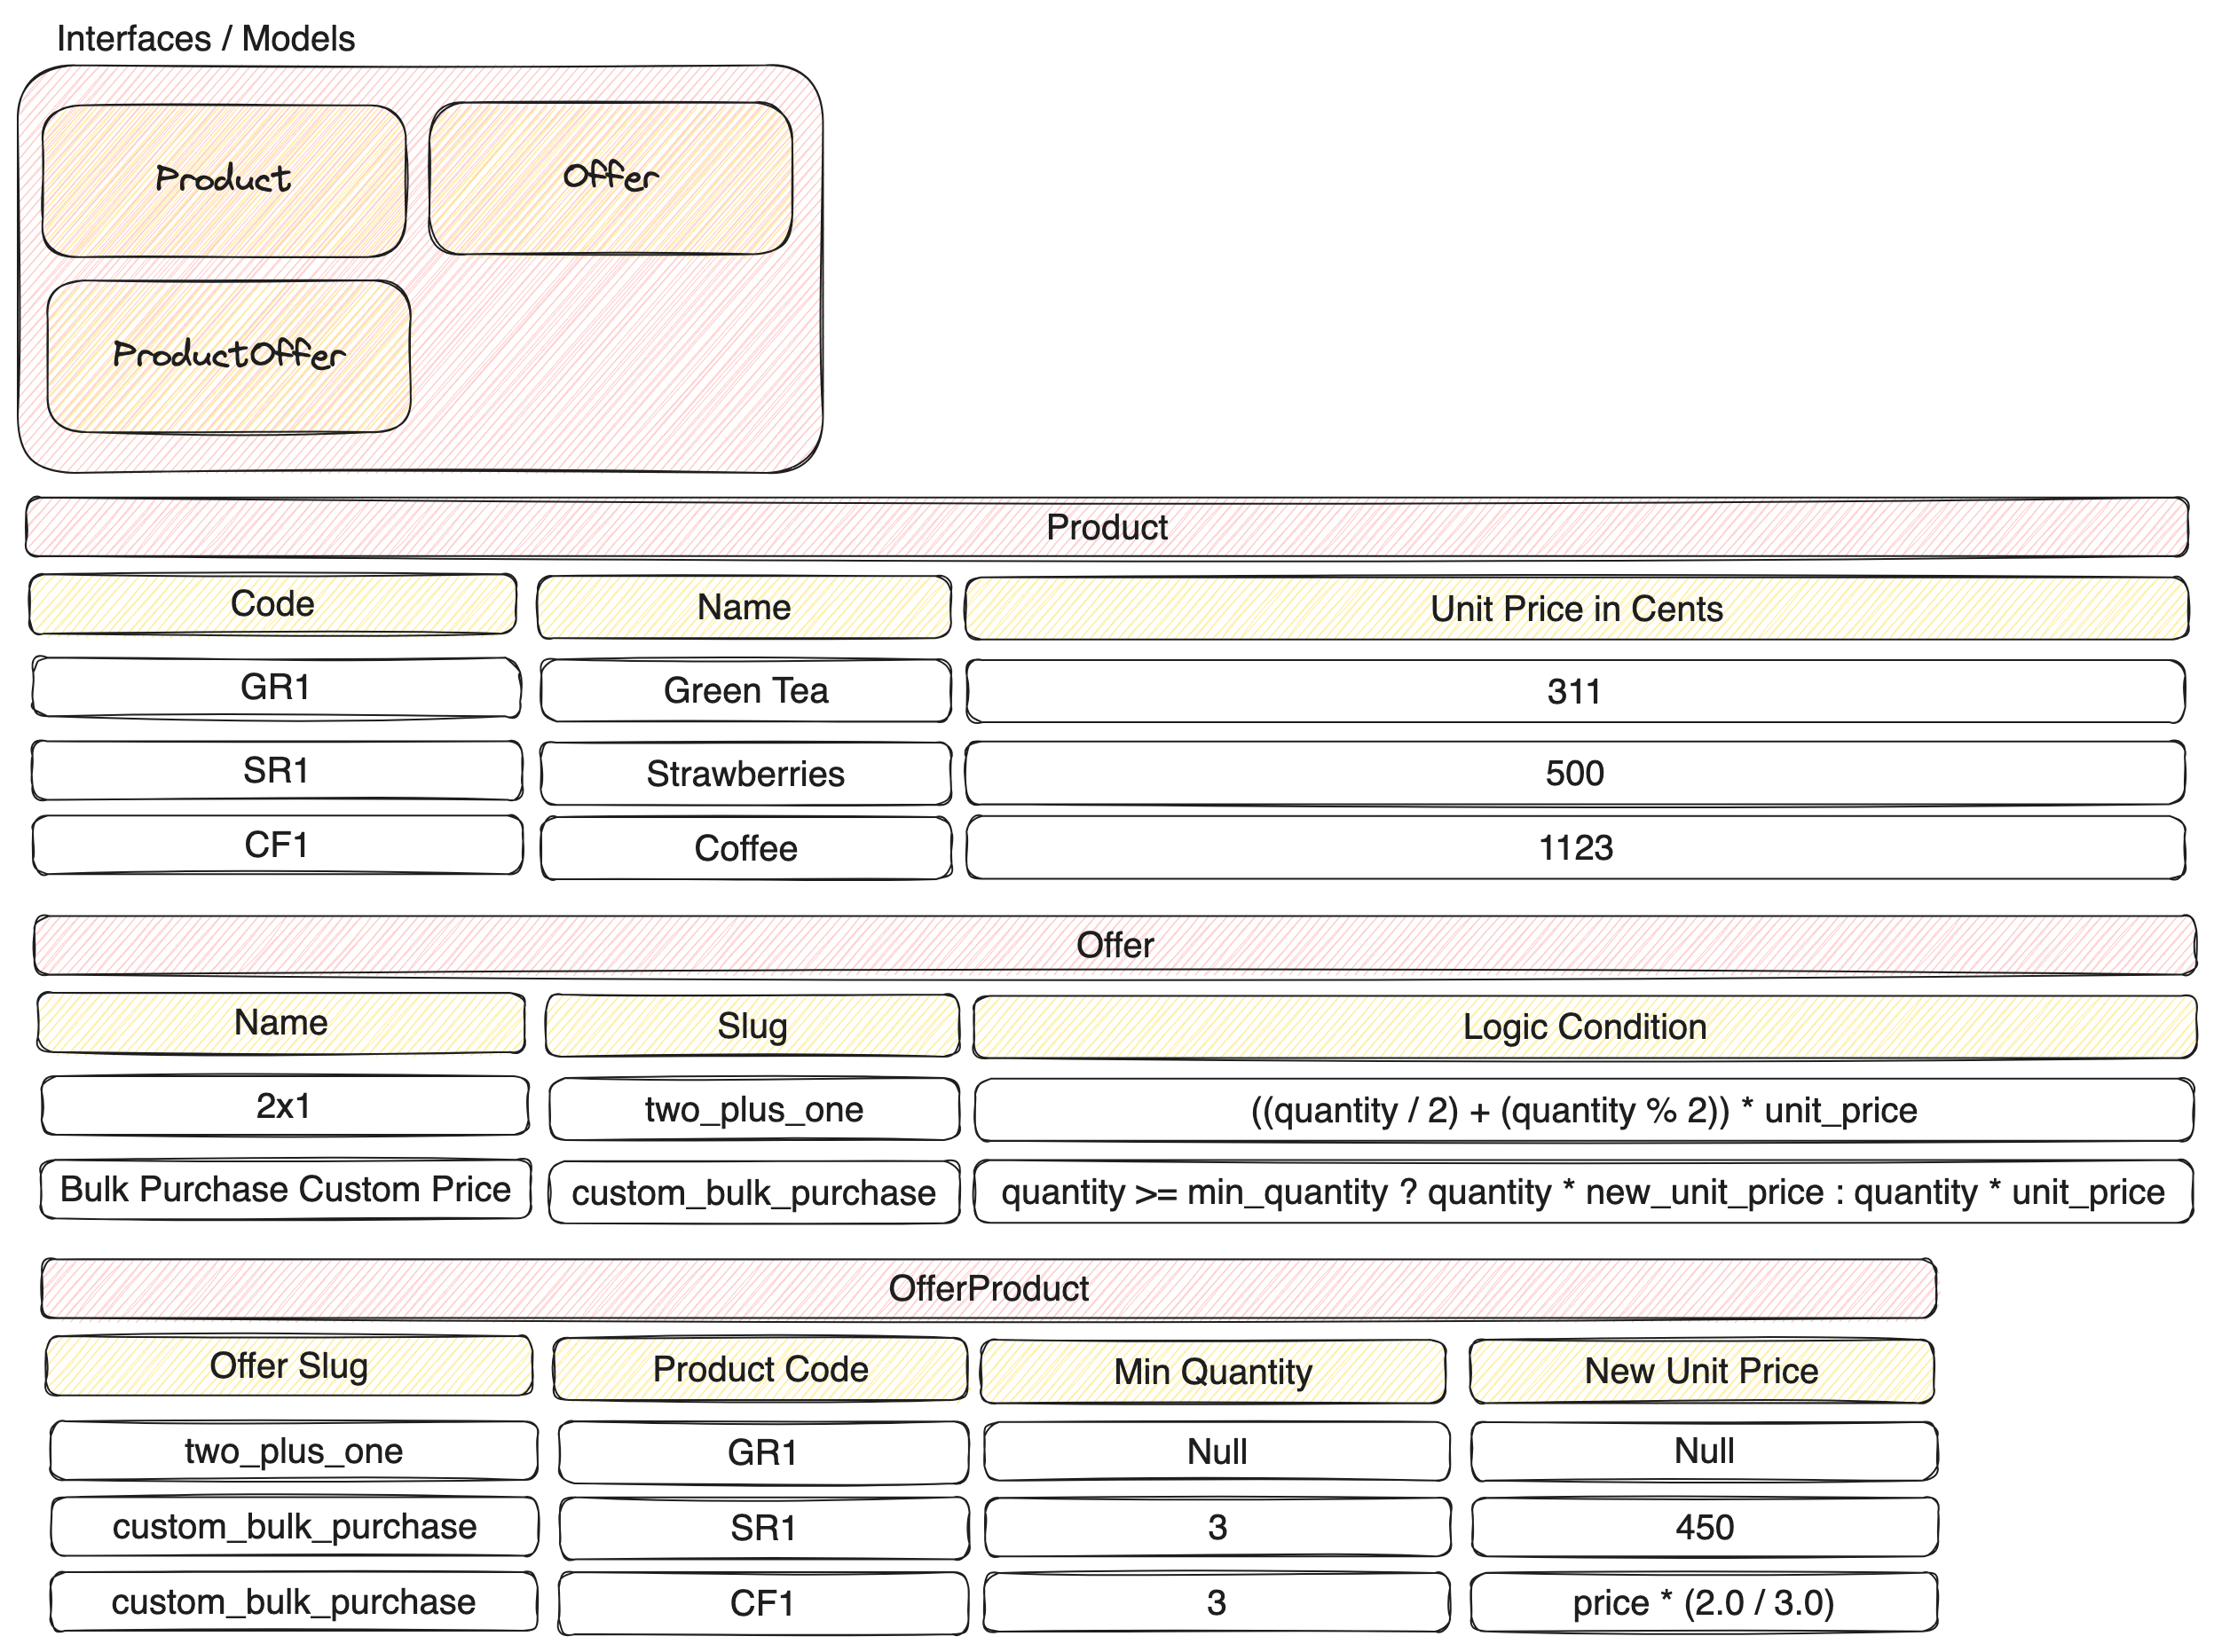 Interfaces / Models
Product
Offer
ProductOffer
Product
Code
Name
Unit Price in Cents
GR1
Green Tea
311
SR1
Strawberries
500
CF1
Coffee
1123
Offer
Name
Slug
Logic Condition
2x1
two_plus_one
((quantity / 2) + (quantity % 2)) * unit_price
Bulk Purchase Custom Price
custom_bulk_purchase
quantity >= min_quantity ? quantity * new_unit_price : quantity * unit_price
OfferProduct
Offer Slug
Product Code
Min Quantity
New Unit Price
two_plus_one
GR1
Null
Null
custom_bulk_purchase
SR1
3
450
custom_bulk_purchase
CF1
3
price * (2.0 / 3.0)